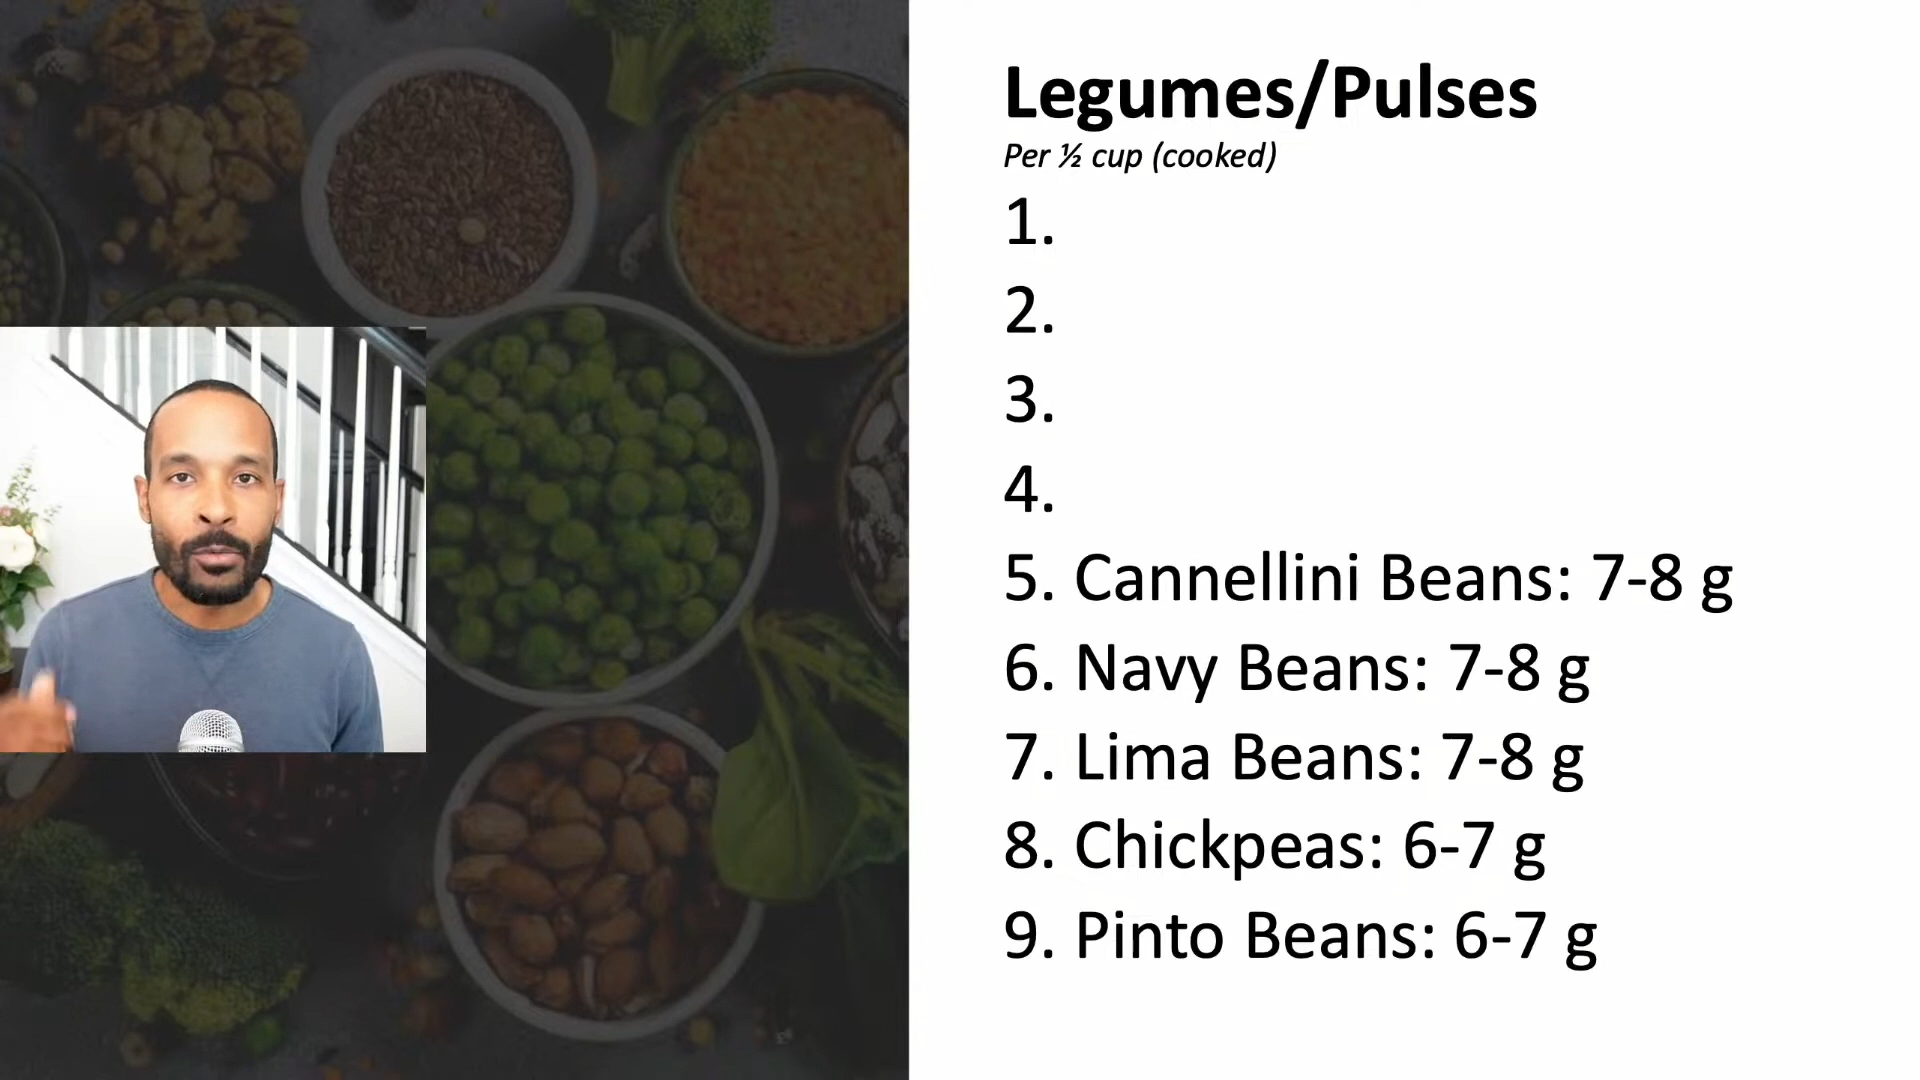 Legumes/Pulses
Per ½ cup (cooked)
1.
2.
3.
4.
5. Cannellini Beans: 7-8 g
6. Navy Beans: 7-8 g
7. Lima Beans: 7-8 g
8. Chickpeas: 6-7 g
9. Pinto Beans: 6-7 g